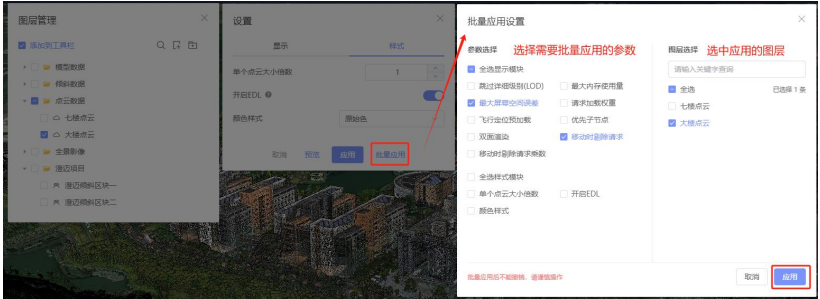 图层管理
添加到工具栏
模型数据
倾斜数据
点云数据
七楼点云
大楼点云
全景影像
澄迈项目
澄迈倾斜区块一
澄迈倾斜区块二
设置
显示
样式
单个点云大小倍数
1
开启EDL
颜色样式
原始色
取消
预览
应用
批量应用
批量应用设置
参数选择
选择需要批量应用的参数
全选显示模块
跳过详细级别(LOD)
最大内存使用量
最大屏幕空间误差
请求加载权重
飞行定位预加载
优先子节点
双面渲染
移动时剔除请求
移动时剔除请求乘数
全选样式模块
单个点云大小倍数
开启EDL
颜色样式
图层选择
选中应用的图层
请输入关键字查询
全选
已选择 1 条
七楼点云
大楼点云
批量应用后不能撤销，请谨慎操作
取消
应用